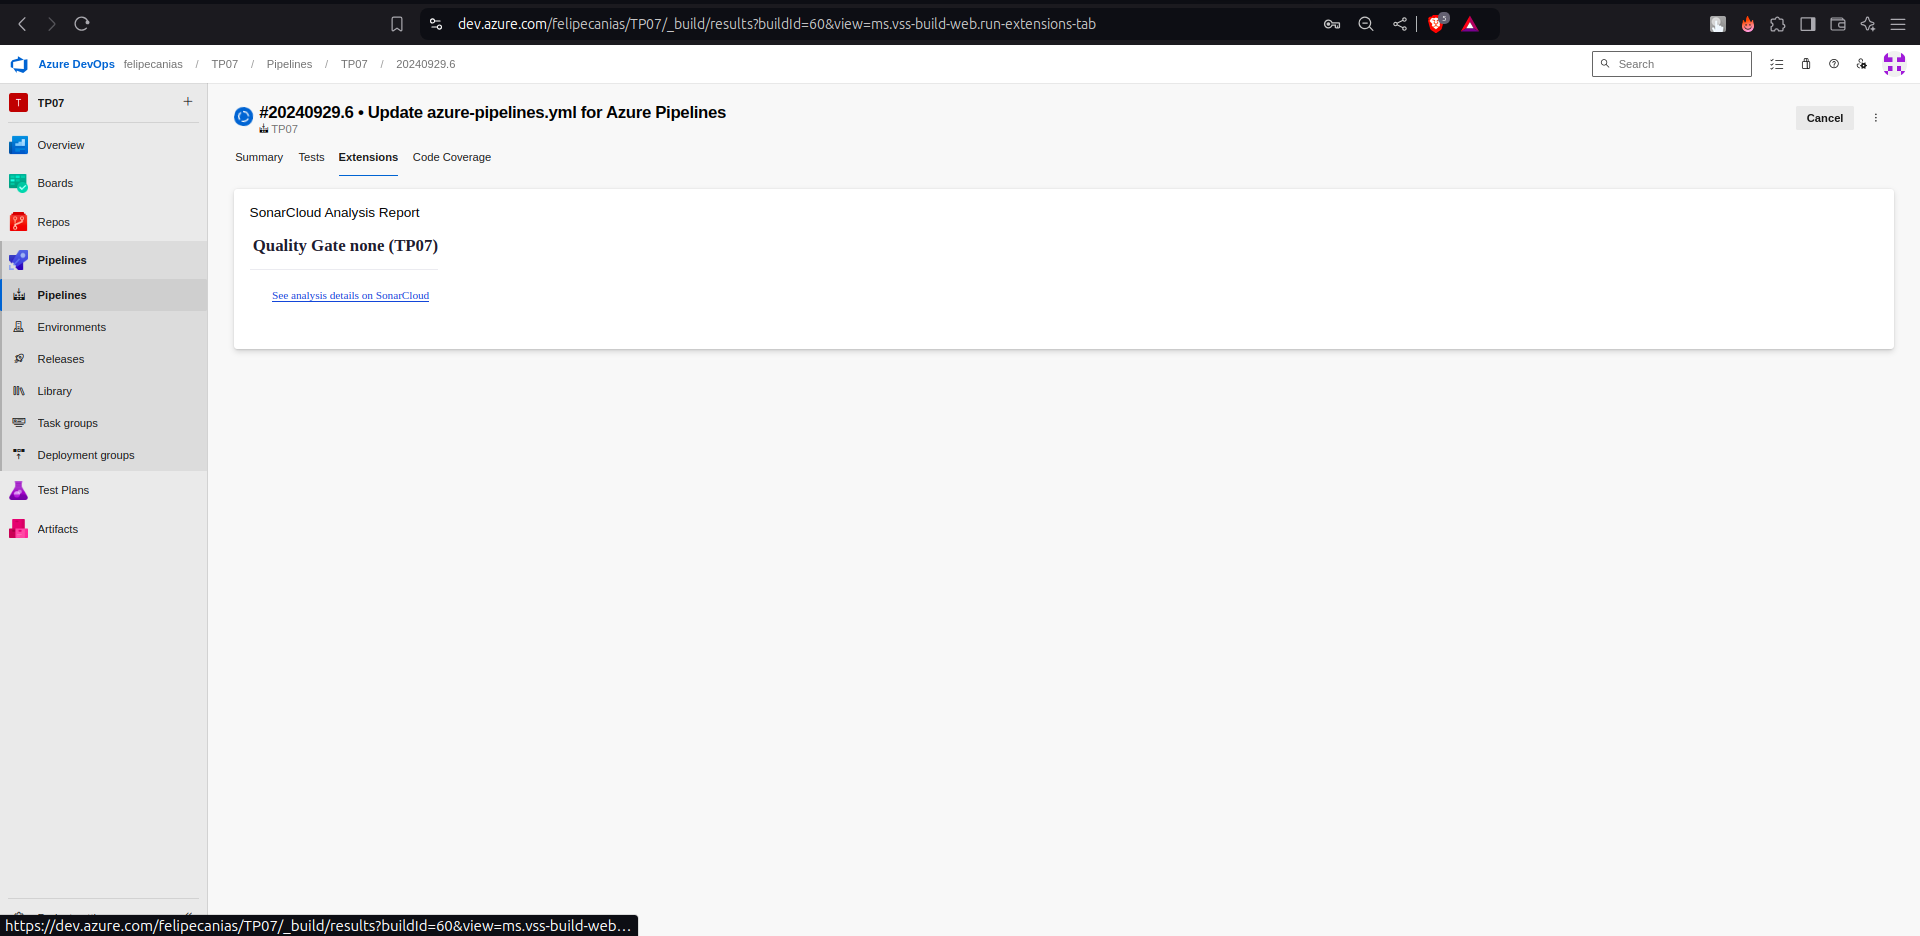 dev.azure.com/felipecanias/TP07/_build/results?buildId=60&view=ms.vss-build-web.run-extensions-tab
5
Azure DevOps felipecanias / TP07 / Pipelines / TP07 / 20240929.6
Search
T TP07 +
Overview
Boards
Repos
Pipelines
Pipelines
Environments
Releases
Library
Task groups
Deployment groups
Test Plans
Artifacts
#20240929.6 • Update azure-pipelines.yml for Azure Pipelines
TP07
Cancel
Summary Tests Extensions Code Coverage
SonarCloud Analysis Report
Quality Gate none (TP07)
See analysis details on SonarCloud
https://dev.azure.com/felipecanias/TP07/_build/results?buildId=60&view=ms.vss-build-web…